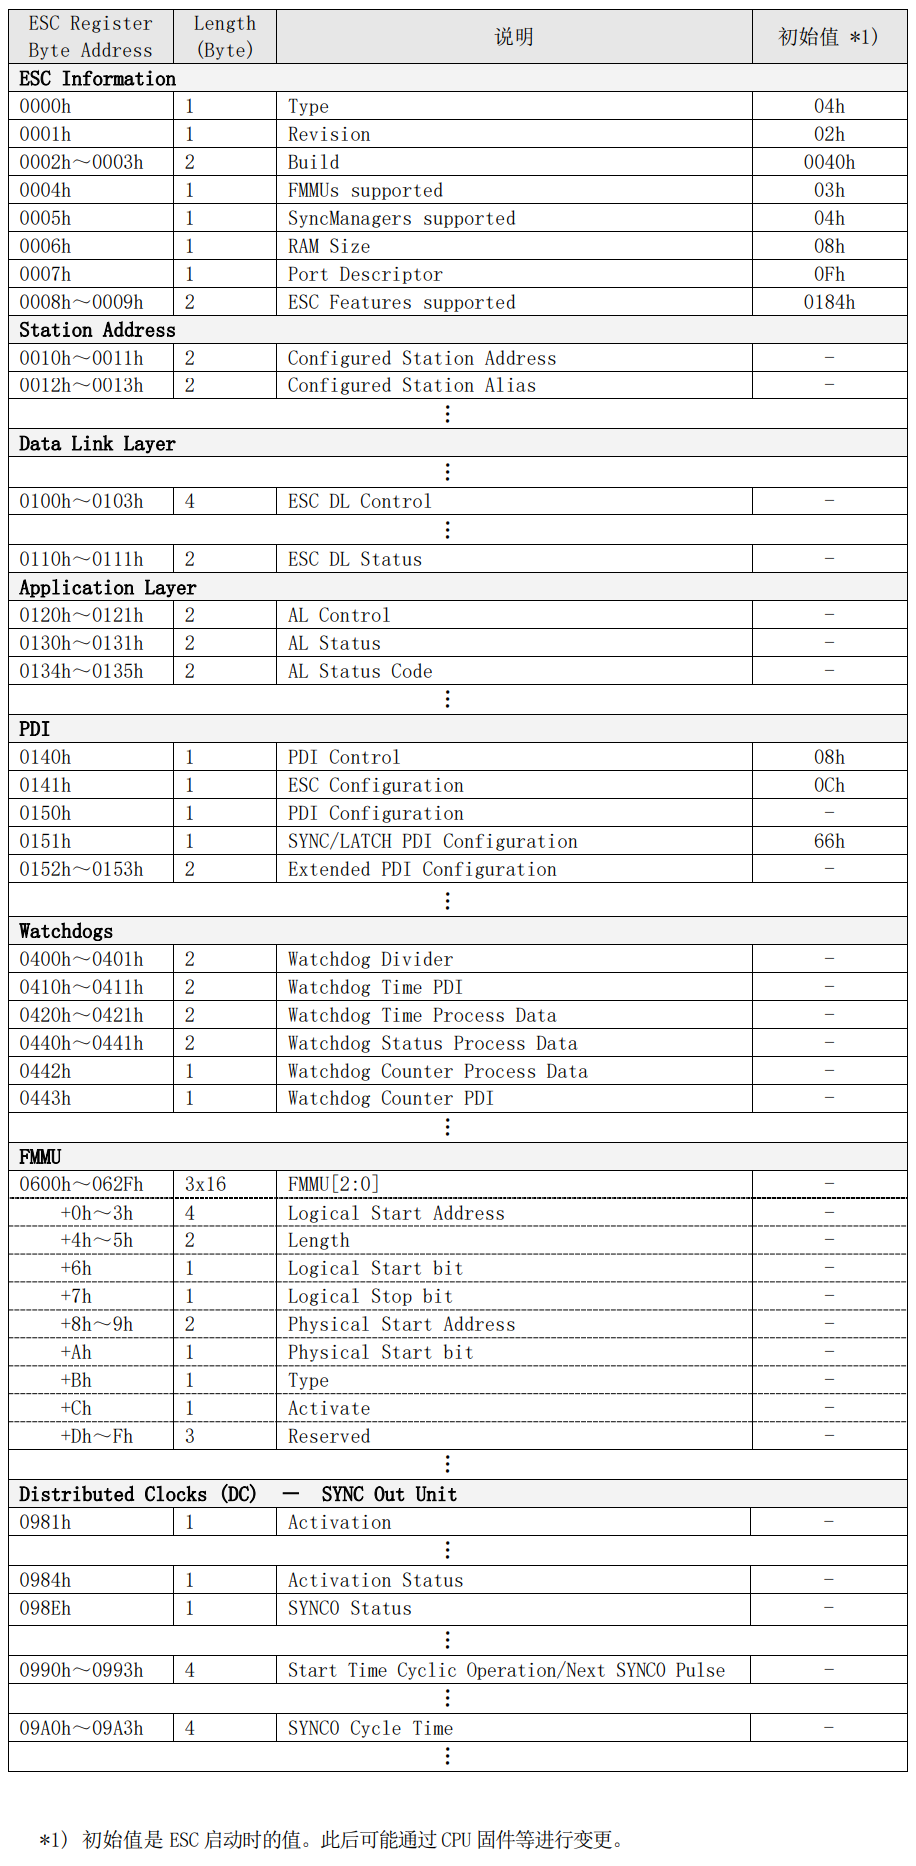 ESC Register Byte Address Length (Byte) 说明 初始值 *1)
ESC Information
0000h 1 Type 04h
0001h 1 Revision 02h
0002h～0003h 2 Build 0040h
0004h 1 FMMUs supported 03h
0005h 1 SyncManagers supported 04h
0006h 1 RAM Size 08h
0007h 1 Port Descriptor 0Fh
0008h～0009h 2 ESC Features supported 0184h
Station Address
0010h～0011h 2 Configured Station Address -
0012h～0013h 2 Configured Station Alias -
⋮
Data Link Layer
⋮
0100h～0103h 4 ESC DL Control -
⋮
0110h～0111h 2 ESC DL Status -
Application Layer
0120h～0121h 2 AL Control -
0130h～0131h 2 AL Status -
0134h～0135h 2 AL Status Code -
⋮
PDI
0140h 1 PDI Control 08h
0141h 1 ESC Configuration 0Ch
0150h 1 PDI Configuration -
0151h 1 SYNC/LATCH PDI Configuration 66h
0152h～0153h 2 Extended PDI Configuration -
⋮
Watchdogs
0400h～0401h 2 Watchdog Divider -
0410h～0411h 2 Watchdog Time PDI -
0420h～0421h 2 Watchdog Time Process Data -
0440h～0441h 2 Watchdog Status Process Data -
0442h 1 Watchdog Counter Process Data -
0443h 1 Watchdog Counter PDI -
⋮
FMMU
0600h～062Fh 3x16 FMMU[2:0] -
+0h～3h 4 Logical Start Address -
+4h～5h 2 Length -
+6h 1 Logical Start bit -
+7h 1 Logical Stop bit -
+8h～9h 2 Physical Start Address -
+Ah 1 Physical Start bit -
+Bh 1 Type -
+Ch 1 Activate -
+Dh～Fh 3 Reserved -
⋮
Distributed Clocks (DC) － SYNC Out Unit
0981h 1 Activation -
⋮
0984h 1 Activation Status -
098Eh 1 SYNC0 Status -
⋮
0990h～0993h 4 Start Time Cyclic Operation/Next SYNC0 Pulse -
⋮
09A0h～09A3h 4 SYNC0 Cycle Time -
⋮
*1) 初始值是 ESC 启动时的值。此后可能通过 CPU 固件等进行变更。